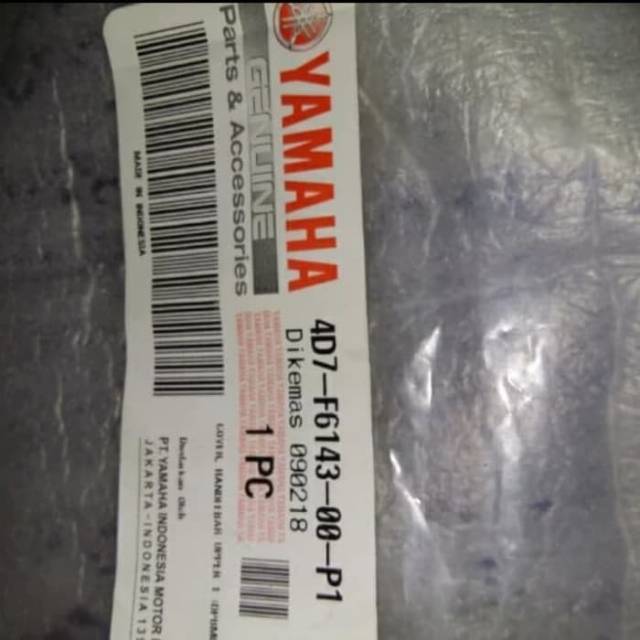 YAMAHA
GENUINE
Parts & Accessories
4D7-F6143-00-P1
Dikemas 090218
1 PC
COVER, HANDLEBAR UPPER 1
MADE IN INDONESIA
PT. YAMAHA INDONESIA MOTOR
JAKARTA-INDONESIA 13